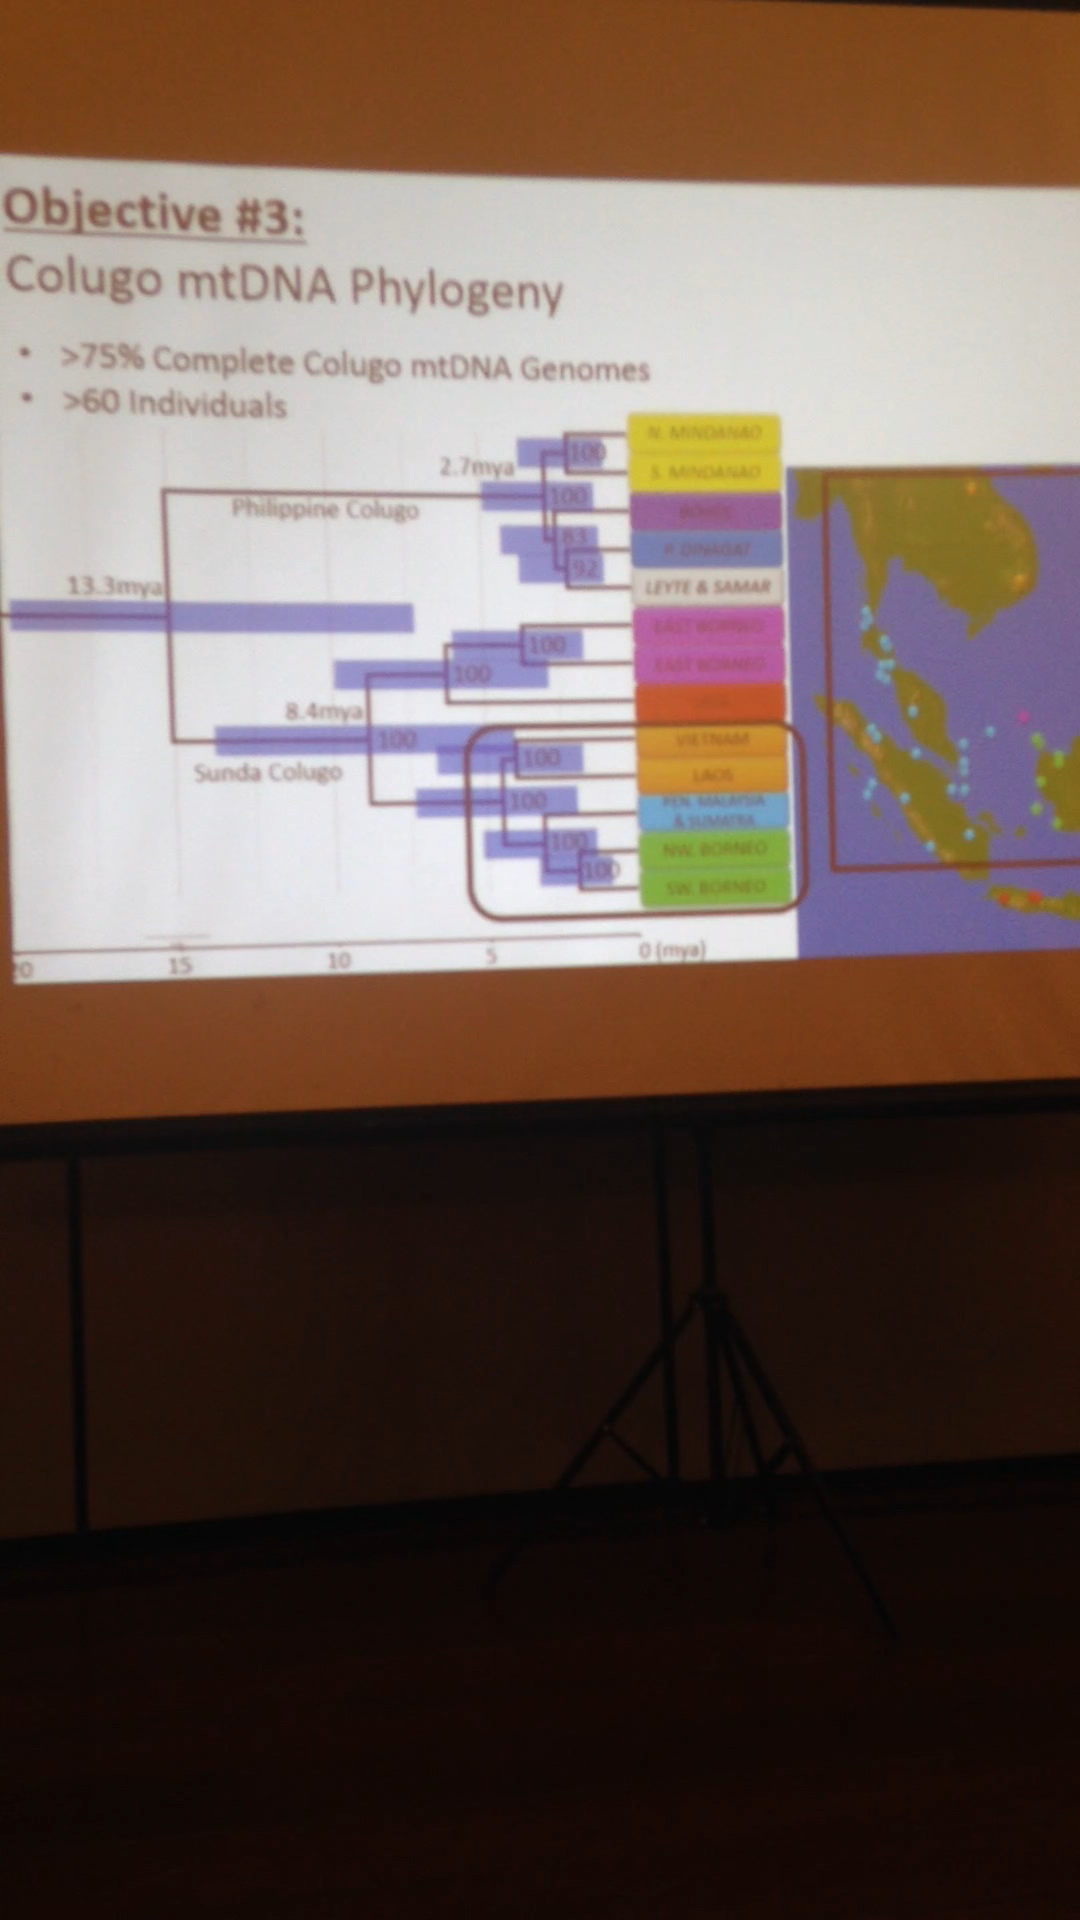 Objective #3:
Colugo mtDNA Phylogeny
• >75% Complete Colugo mtDNA Genomes
• >60 Individuals
N. MINDANAO
100
2.7mya
S. MINDANAO
100
Philippine Colugo
83
P. DINAGAT
92
13.3mya
LEYTE & SAMAR
EAST BORNEO
100
EAST BORNEO
100
8.4mya
100
VIETNAM
100
Sunda Colugo
LAOS
100
PEN. MALAYSIA
& SUMATRA
100
NW. BORNEO
100
SW. BORNEO
20 15 10 5 0 (mya)